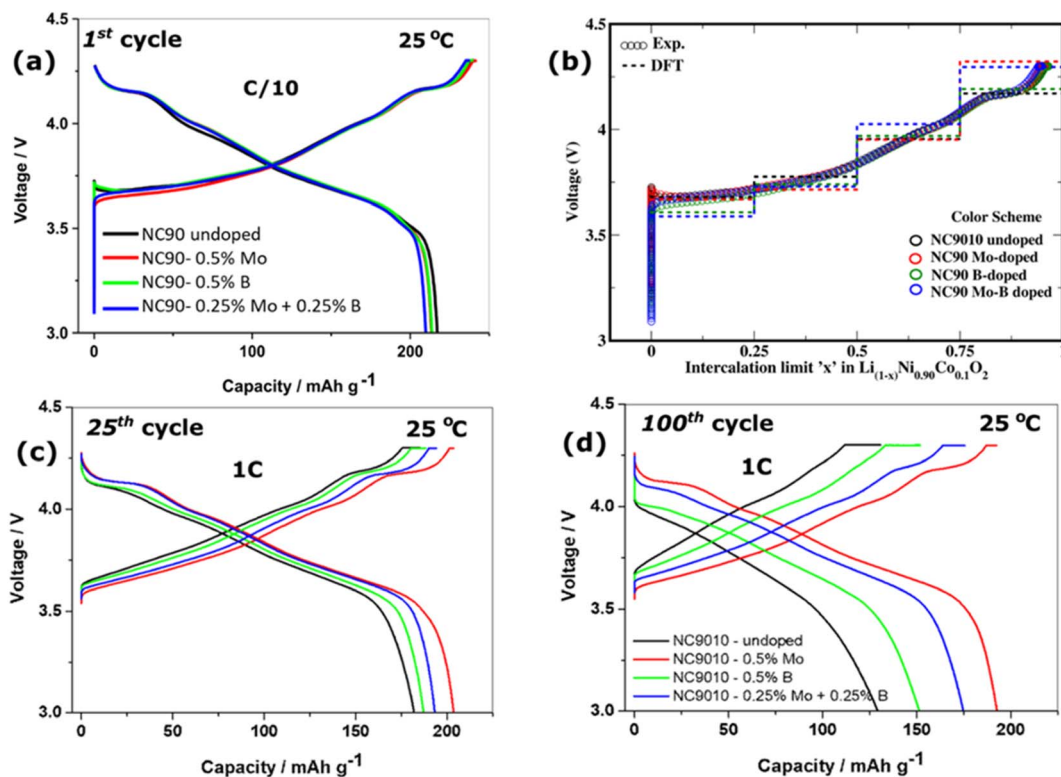 (a)
1st cycle
25 oC
C/10
4.5
4.0
3.5
3.0
Voltage / V
NC90 undoped
NC90- 0.5% Mo
NC90- 0.5% B
NC90- 0.25% Mo + 0.25% B
0 50 100 150 200
Capacity / mAh g-1
(b)
Exp.
DFT
4.5
4
3.5
3
Voltage (V)
Color Scheme
NC9010 undoped
NC90 Mo-doped
NC90 B-doped
NC90 Mo-B doped
0 0.25 0.5 0.75 1
Intercalation limit 'x' in Li(1-x)Ni0.90Co0.1O2
(c)
25th cycle
25 oC
1C
4.5
4.0
3.5
3.0
Voltage / V
0 50 100 150 200
Capacity / mAh g-1
(d)
100th cycle
25 oC
1C
4.5
4.0
3.5
3.0
Voltage / V
NC9010 - undoped
NC9010 - 0.5% Mo
NC9010 - 0.5% B
NC9010 - 0.25% Mo + 0.25% B
0 50 100 150 200
Capacity / mAh g-1